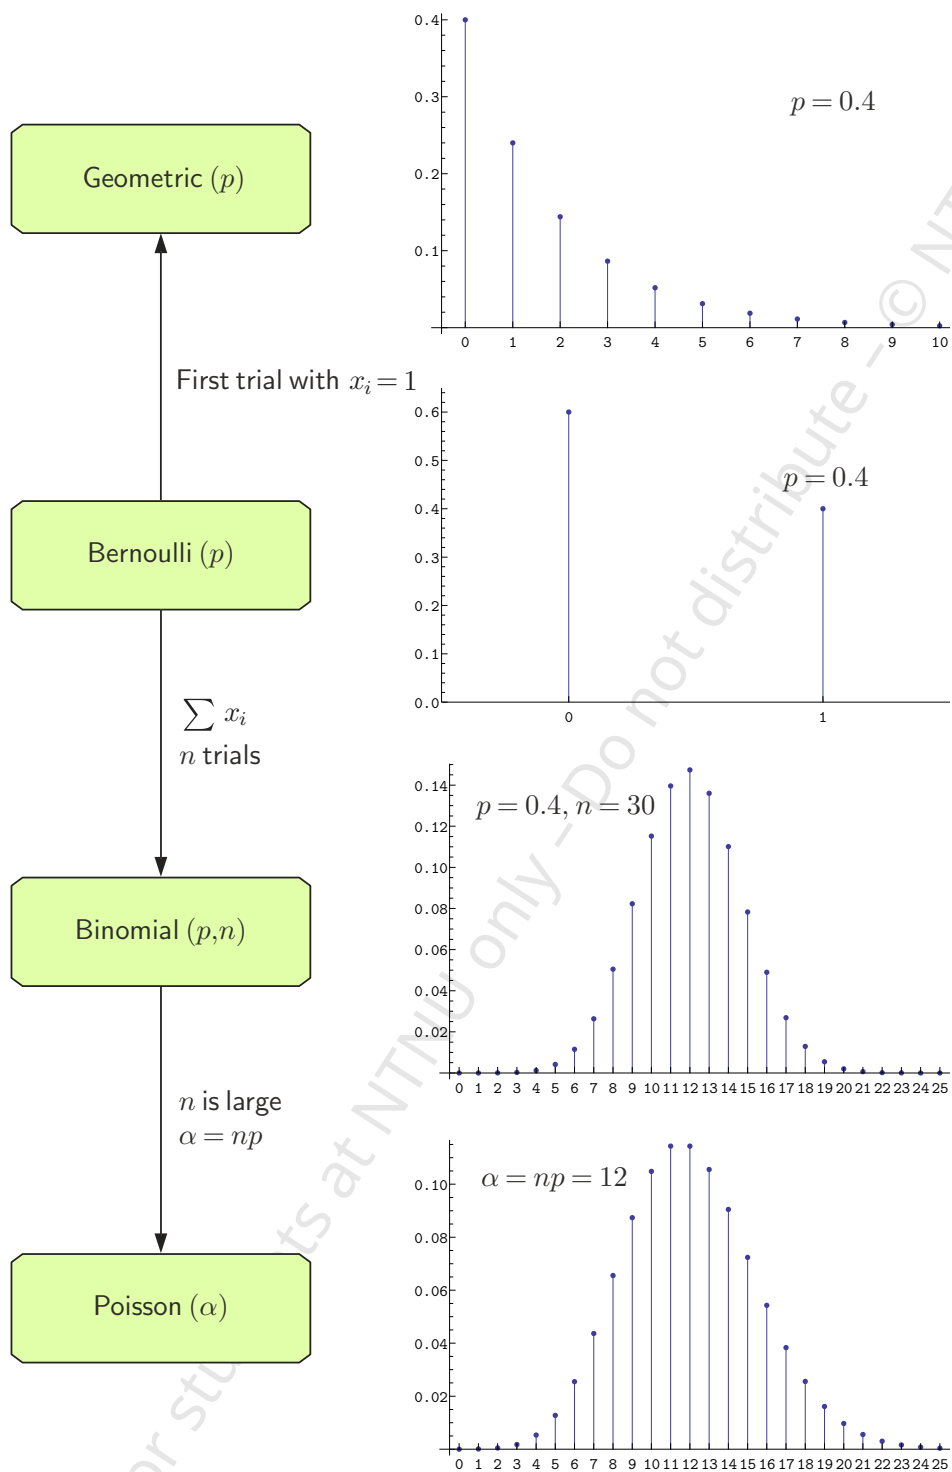 0.4
0.3
0.2
0.1
0 1 2 3 4 5 6 7 8 9 10
p = 0.4
Geometric (p)
First trial with x_i = 1
0.6
0.5
0.4
0.3
0.2
0.1
0.0
0 1
p = 0.4
Bernoulli (p)
∑ x_i
n trials
0.14
0.12
0.10
0.08
0.06
0.04
0.02
0 1 2 3 4 5 6 7 8 9 10 11 12 13 14 15 16 17 18 19 20 21 22 23 24 25
p = 0.4, n = 30
Binomial (p,n)
n is large
α = np
0.10
0.08
0.06
0.04
0.02
0 1 2 3 4 5 6 7 8 9 10 11 12 13 14 15 16 17 18 19 20 21 22 23 24 25
α = np = 12
Poisson (α)
or students at NTNU only – Do not distribute – © NT